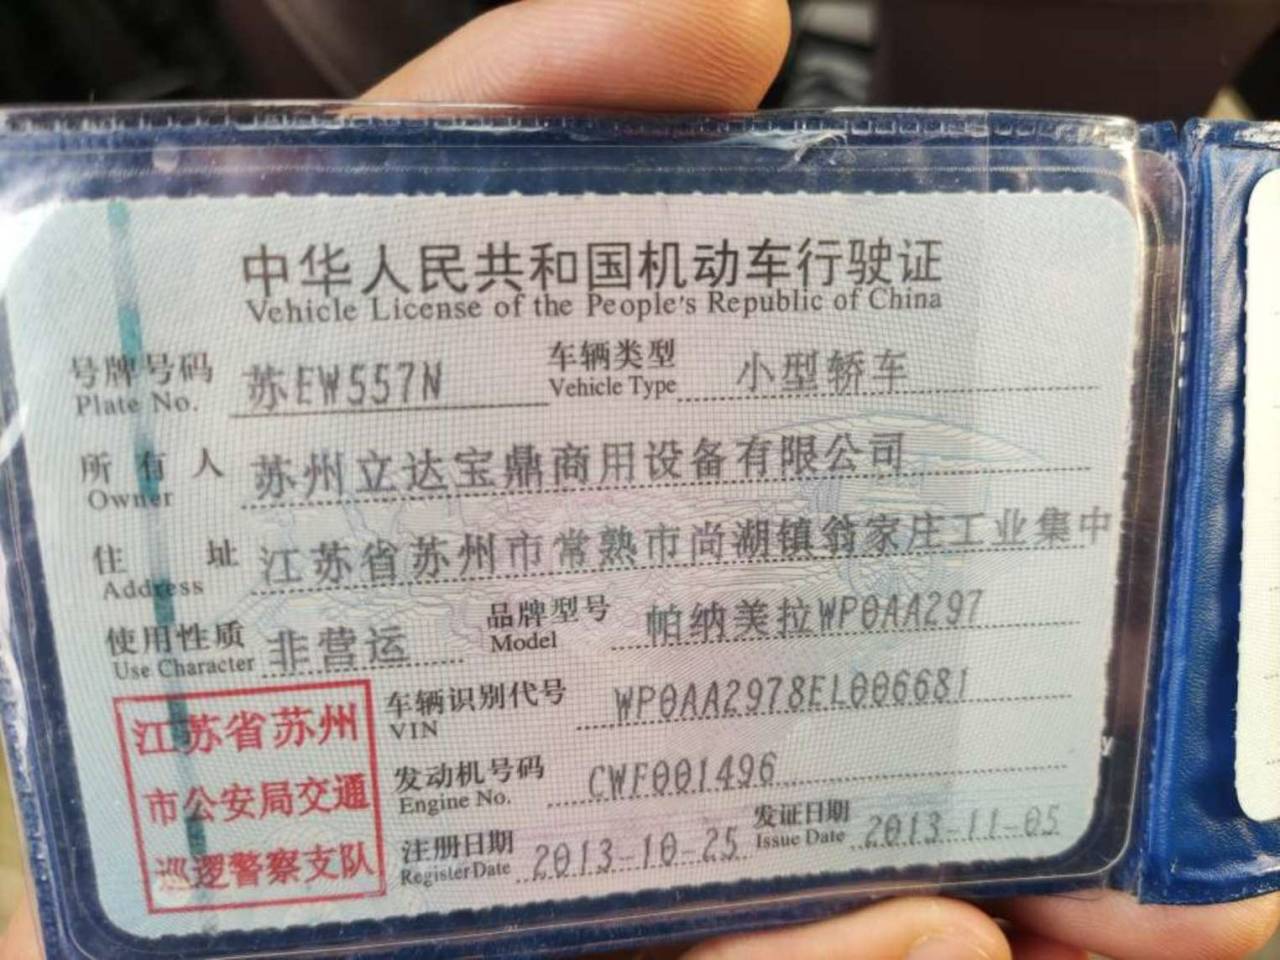 中华人民共和国机动车行驶证
Vehicle License of the People's Republic of China
号牌号码 苏EW557N 车辆类型 小型轿车
Plate No. Vehicle Type
所有人 苏州立达宝鼎商用设备有限公司
Owner
住址 江苏省苏州市常熟市尚湖镇翁家庄工业集中
Address
使用性质 非营运 品牌型号 帕纳美拉WP0AA297
Use Character Model
江苏省苏州
市公安局交通
巡逻警察支队
车辆识别代号 WP0AA2978EL006681
VIN
发动机号码 CWF001496
Engine No.
注册日期 2013-10-25 发证日期 2013-11-05
Register Date Issue Date